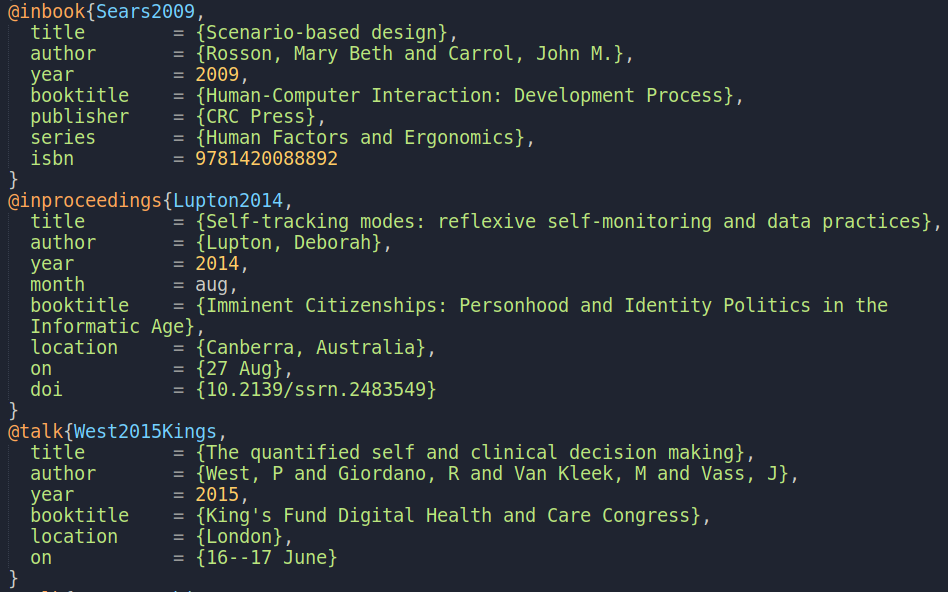 @inbook{Sears2009,
  title        = {Scenario-based design},
  author       = {Rosson, Mary Beth and Carrol, John M.},
  year         = 2009,
  booktitle    = {Human-Computer Interaction: Development Process},
  publisher    = {CRC Press},
  series       = {Human Factors and Ergonomics},
  isbn         = 9781420088892
}
@inproceedings{Lupton2014,
  title        = {Self-tracking modes: reflexive self-monitoring and data practices},
  author       = {Lupton, Deborah},
  year         = 2014,
  month        = aug,
  booktitle    = {Imminent Citizenships: Personhood and Identity Politics in the
  Informatic Age},
  location     = {Canberra, Australia},
  on           = {27 Aug},
  doi          = {10.2139/ssrn.2483549}
}
@talk{West2015Kings,
  title        = {The quantified self and clinical decision making},
  author       = {West, P and Giordano, R and Van Kleek, M and Vass, J},
  year         = 2015,
  booktitle    = {King's Fund Digital Health and Care Congress},
  location     = {London},
  on           = {16--17 June}
}